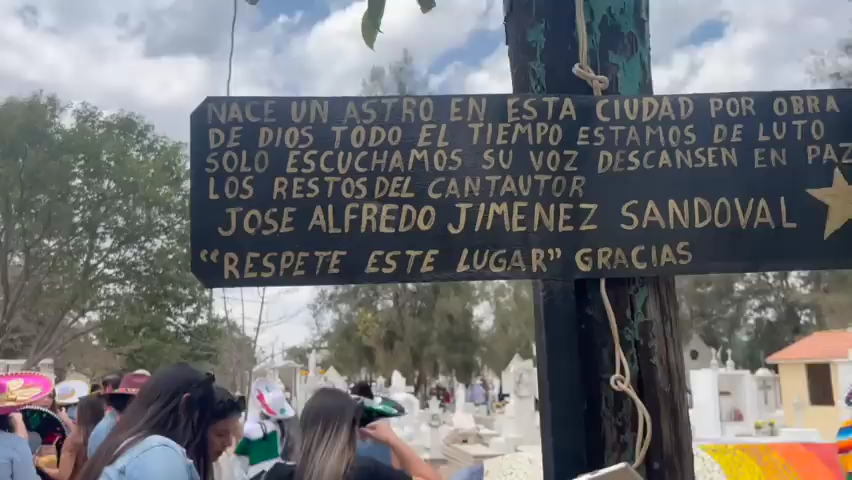 NACE UN ASTRO EN ESTA CIUDAD POR OBRA
DE DIOS TODO EL TIEMPO ESTAMOS DE LUTO
SOLO ESCUCHAMOS SU VOZ DESCANSEN EN PAZ
LOS RESTOS DEL CANTAUTOR
JOSE ALFREDO JIMENEZ SANDOVAL
"RESPETE ESTE LUGAR" GRACIAS